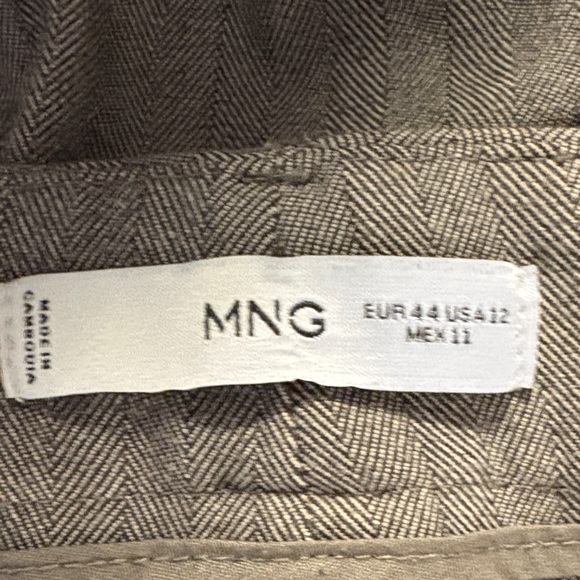 MADE IN
CAMBODIA
MNG
EUR 44 USA 12
MEX 11